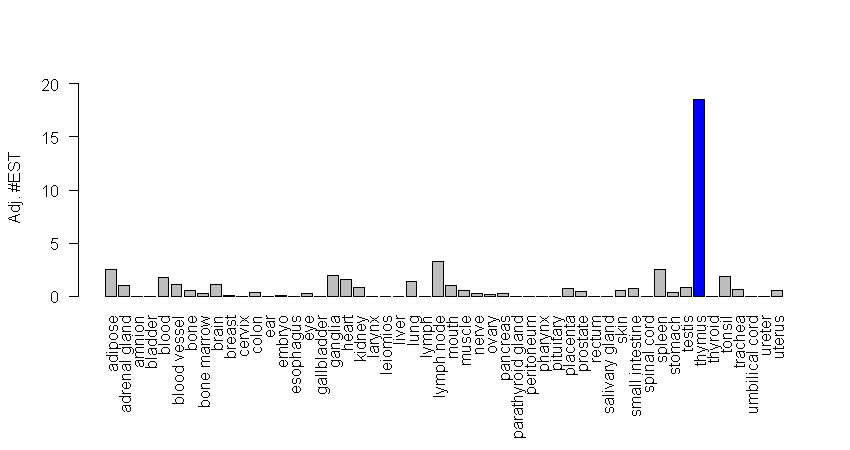 Adj. #EST
20
15
10
5
0
adipose
adrenal gland
amnion
bladder
blood
blood vessel
bone
bone marrow
brain
breast
cervix
colon
ear
embryo
esophagus
eye
gallbladder
ganglia
heart
kidney
larynx
leiomios
liver
lung
lymph
lymph node
mouth
muscle
nerve
ovary
pancreas
parathyroid gland
peritoneum
pharynx
pituitary
placenta
prostate
rectum
salivary gland
skin
small intestine
spinal cord
spleen
stomach
testis
thymus
thyroid
tonsil
trachea
umbilical cord
ureter
uterus